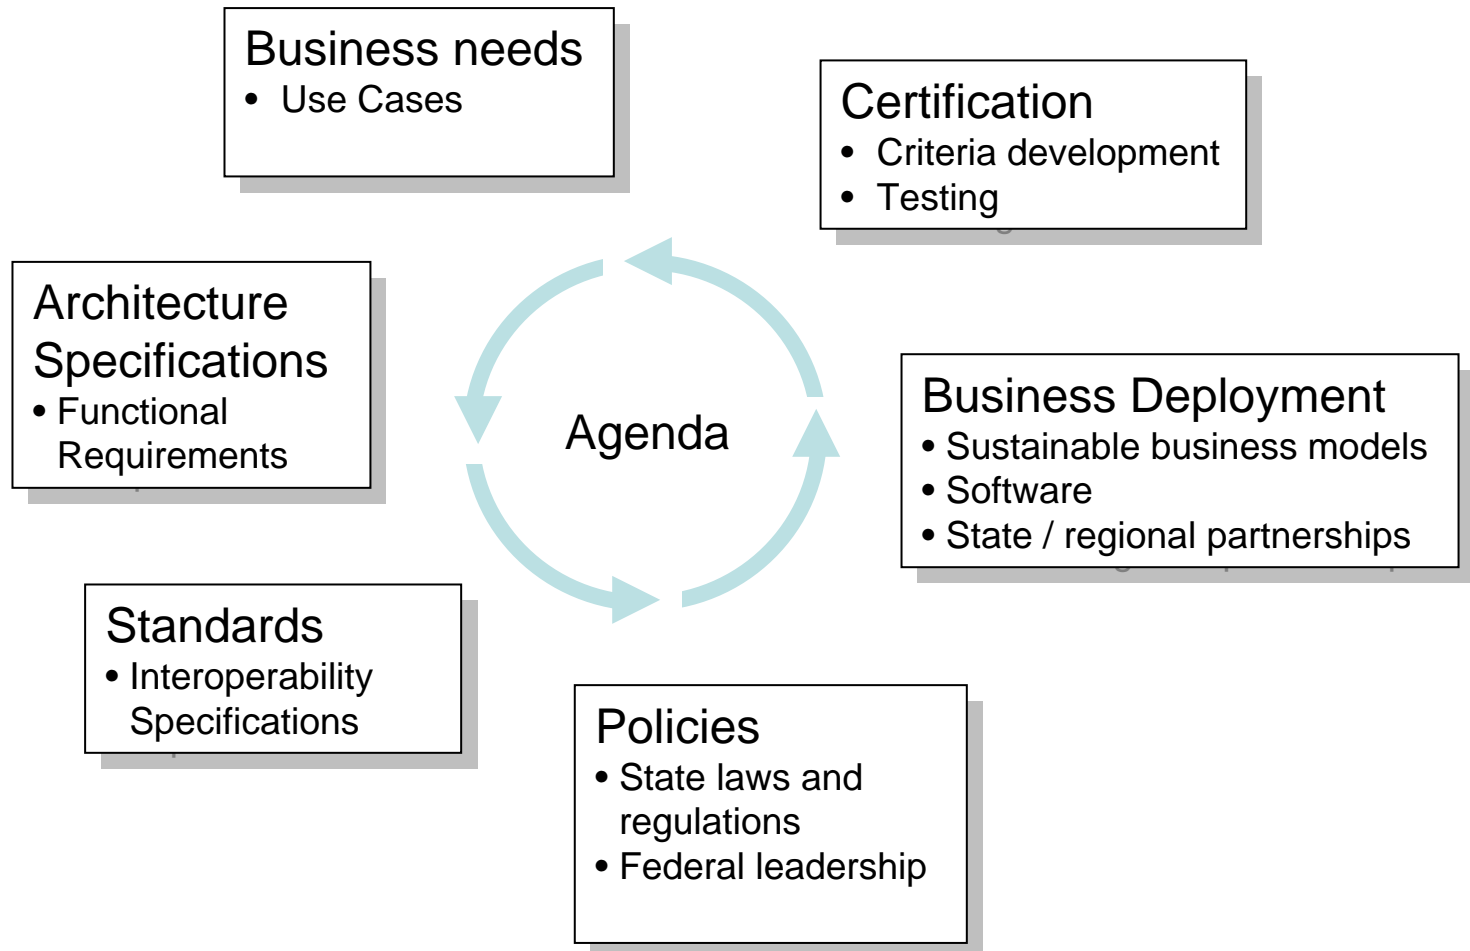 Business needs
• Use Cases
Certification
• Criteria development
• Testing
Architecture
Specifications
• Functional
Requirements
Agenda
Business Deployment
• Sustainable business models
• Software
• State / regional partnerships
Standards
• Interoperability
Specifications
Policies
• State laws and
regulations
• Federal leadership